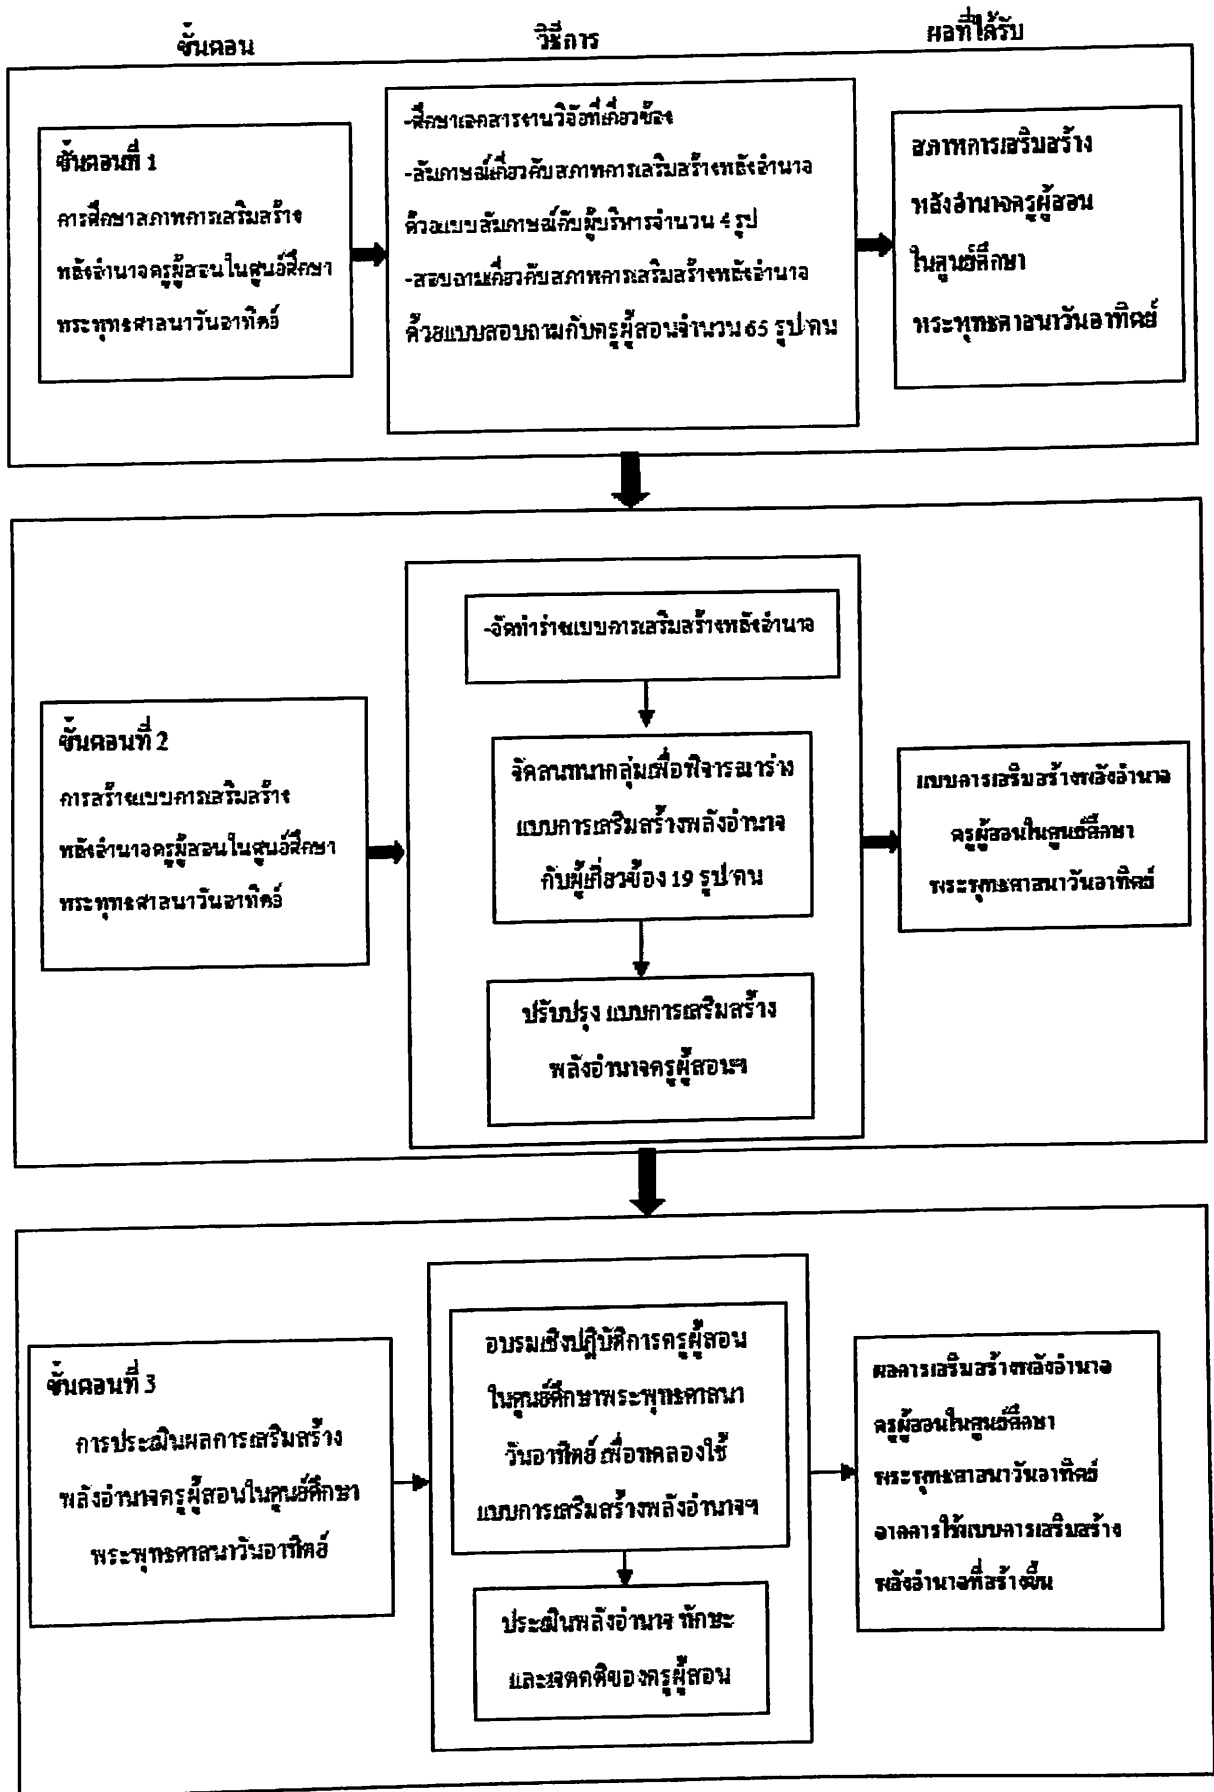 ขั้นตอน
วิธีการ
ผลที่ได้รับ
ขั้นตอนที่ 1
การศึกษาสภาพการเสริมสร้าง
พลังอำนาจครูผู้สอนในศูนย์ศึกษา
พระพุทธศาสนาวันอาทิตย์
-ศึกษาเอกสารงานวิจัยที่เกี่ยวข้อง
-สัมภาษณ์เกี่ยวกับสภาพการเสริมสร้างพลังอำนาจ
ด้วยแบบสัมภาษณ์กับผู้บริหารจำนวน 4 รูป
-สอบถามเกี่ยวกับสภาพการเสริมสร้างพลังอำนาจ
ด้วยแบบสอบถามกับครูผู้สอนจำนวน 65 รูป/คน
สภาพการเสริมสร้าง
พลังอำนาจครูผู้สอน
ในศูนย์ศึกษา
พระพุทธศาสนาวันอาทิตย์
ขั้นตอนที่ 2
การสร้างแบบการเสริมสร้าง
พลังอำนาจครูผู้สอนในศูนย์ศึกษา
พระพุทธศาสนาวันอาทิตย์
-จัดทำร่างแบบการเสริมสร้างพลังอำนาจ
จัดสนทนากลุ่มเพื่อพิจารณาร่าง
แบบการเสริมสร้างพลังอำนาจ
กับผู้เกี่ยวข้อง 19 รูป/คน
ปรับปรุง แบบการเสริมสร้าง
พลังอำนาจครูผู้สอนฯ
แบบการเสริมสร้างพลังอำนาจ
ครูผู้สอนในศูนย์ศึกษา
พระพุทธศาสนาวันอาทิตย์
ขั้นตอนที่ 3
การประเมินผลการเสริมสร้าง
พลังอำนาจครูผู้สอนในศูนย์ศึกษา
พระพุทธศาสนาวันอาทิตย์
อบรมเชิงปฏิบัติการครูผู้สอน
ในศูนย์ศึกษาพระพุทธศาสนา
วันอาทิตย์ เพื่อทดลองใช้
แบบการเสริมสร้างพลังอำนาจฯ
ประเมินพลังอำนาจ ทักษะ
และเจตคติของครูผู้สอน
ผลการเสริมสร้างพลังอำนาจ
ครูผู้สอนในศูนย์ศึกษา
พระพุทธศาสนาวันอาทิตย์
จากการใช้แบบการเสริมสร้าง
พลังอำนาจที่สร้างขึ้น